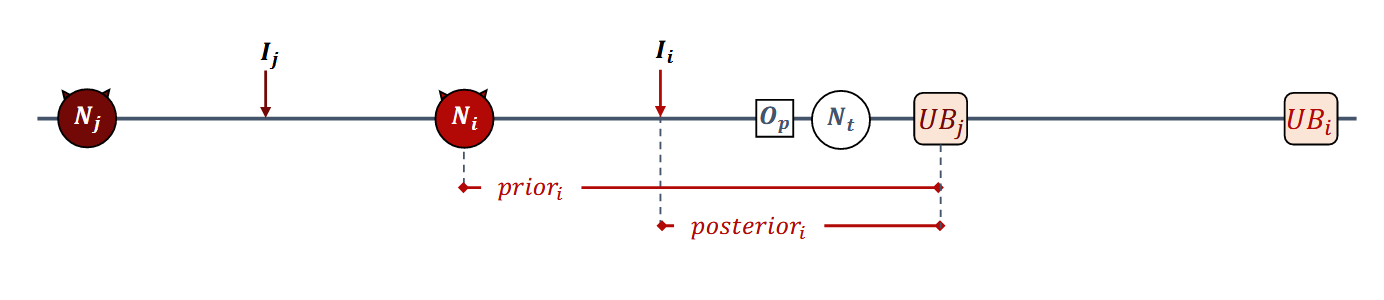 I_j
I_i
N_j
N_i
O_p
N_t
UB_j
UB_i
prior_i
posterior_i